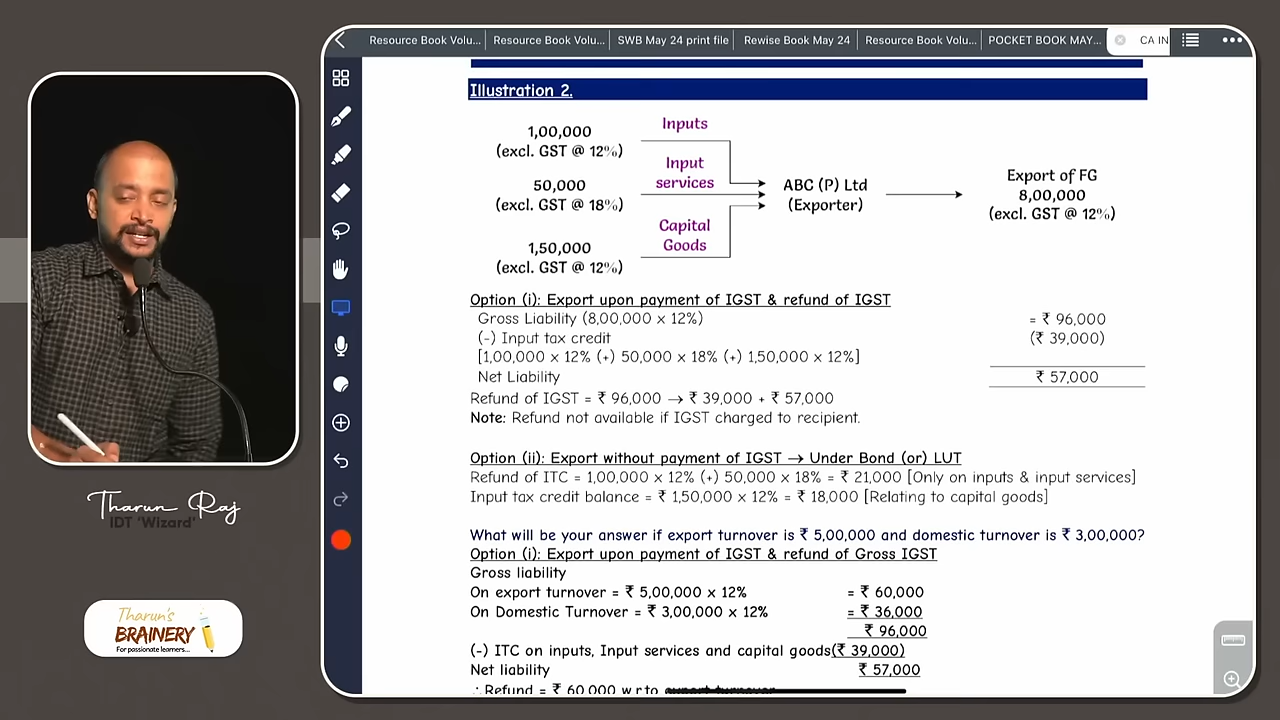 Resource Book Volu...
Resource Book Volu...
SWB May 24 print file
Rewise Book May 24
Resource Book Volu...
POCKET BOOK MAY...
CA IN
Illustration 2.
1,00,000
(excl. GST @ 12%)
Inputs
50,000
(excl. GST @ 18%)
Input
services
1,50,000
(excl. GST @ 12%)
Capital
Goods
ABC (P) Ltd
(Exporter)
Export of FG
8,00,000
(excl. GST @ 12%)
Option (i): Export upon payment of IGST & refund of IGST
Gross Liability (8,00,000 x 12%) = ₹ 96,000
(-) Input tax credit (₹ 39,000)
[1,00,000 x 12% (+) 50,000 x 18% (+) 1,50,000 x 12%]
Net Liability ₹ 57,000
Refund of IGST = ₹ 96,000 → ₹ 39,000 + ₹ 57,000
Note: Refund not available if IGST charged to recipient.
Option (ii): Export without payment of IGST → Under Bond (or) LUT
Refund of ITC = 1,00,000 x 12% (+) 50,000 x 18% = ₹ 21,000 [Only on inputs & input services]
Input tax credit balance = ₹ 1,50,000 x 12% = ₹ 18,000 [Relating to capital goods]
What will be your answer if export turnover is ₹ 5,00,000 and domestic turnover is ₹ 3,00,000?
Option (i): Export upon payment of IGST & refund of Gross IGST
Gross liability
On export turnover = ₹ 5,00,000 x 12% = ₹ 60,000
On Domestic Turnover = ₹ 3,00,000 x 12% = ₹ 36,000
₹ 96,000
(-) ITC on inputs, Input services and capital goods(₹ 39,000)
Net liability ₹ 57,000
∴ Refund = ₹ 60,000 w.r.to export turnover
Tharun Raj
IDT 'Wizard'
Tharun's
BRAINERY
For passionate learners...